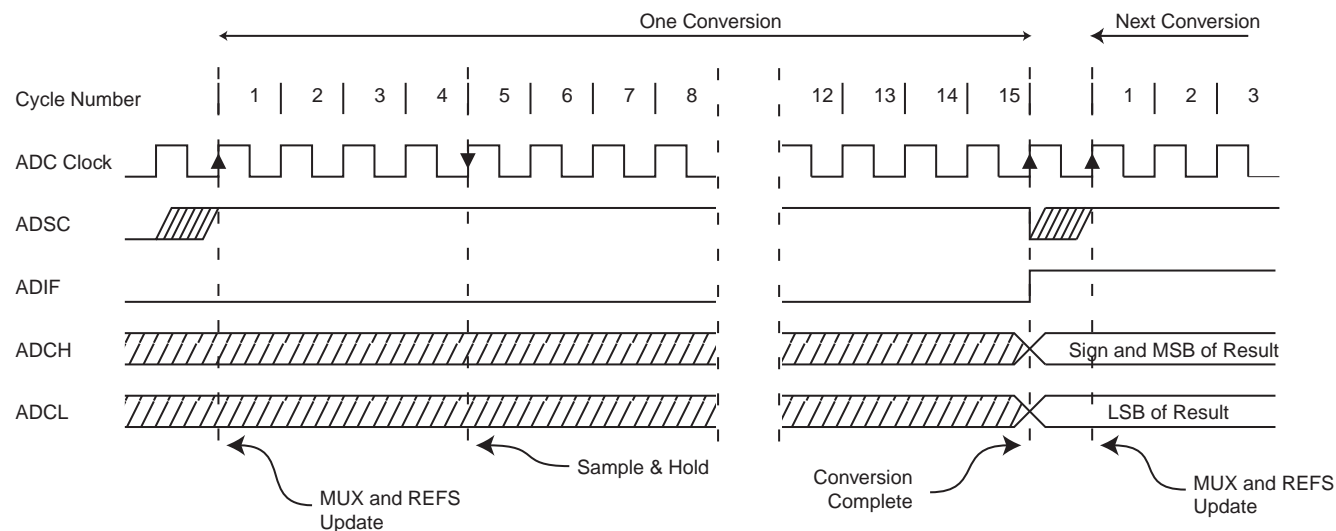 One Conversion Next Conversion
Cycle Number 1 2 3 4 5 6 7 8 12 13 14 15 1 2 3
ADC Clock
ADSC
ADIF
ADCH Sign and MSB of Result
ADCL LSB of Result
MUX and REFS
Update
Sample & Hold
Conversion
Complete
MUX and REFS
Update